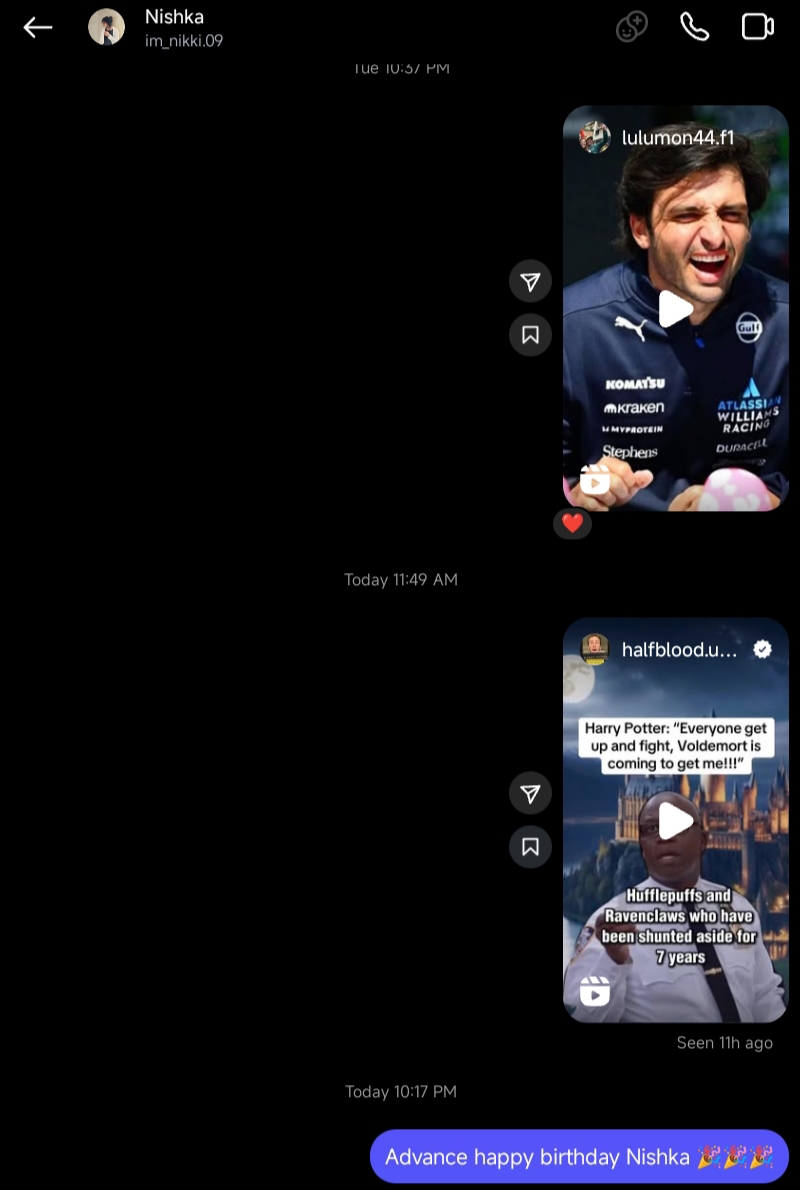 Nishka
im_nikki.09
Tue 10:37 PM
lulumon44.f1
Gulf
KOMATSU
kraken
MYPROTEIN
Stephens
ATLASSIAN
WILLIAMS
RACING
DURACELL
Today 11:49 AM
halfblood.u...
Harry Potter: “Everyone get
up and fight, Voldemort is
coming to get me!!!”
Hufflepuffs and
Ravenclaws who have
been shunted aside for
7 years
Seen 11h ago
Today 10:17 PM
Advance happy birthday Nishka 🎉🎉🎉